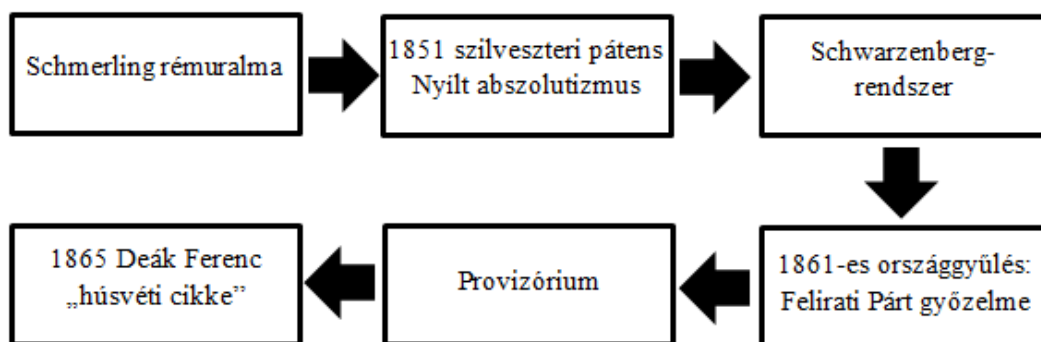 Schmerling rémuralma
1851 szilveszteri pátens
Nyílt abszolutizmus
Schwarzenberg-
rendszer
1861-es országgyűlés:
Felirati Párt győzelme
Provizórium
1865 Deák Ferenc
„húsvéti cikke”